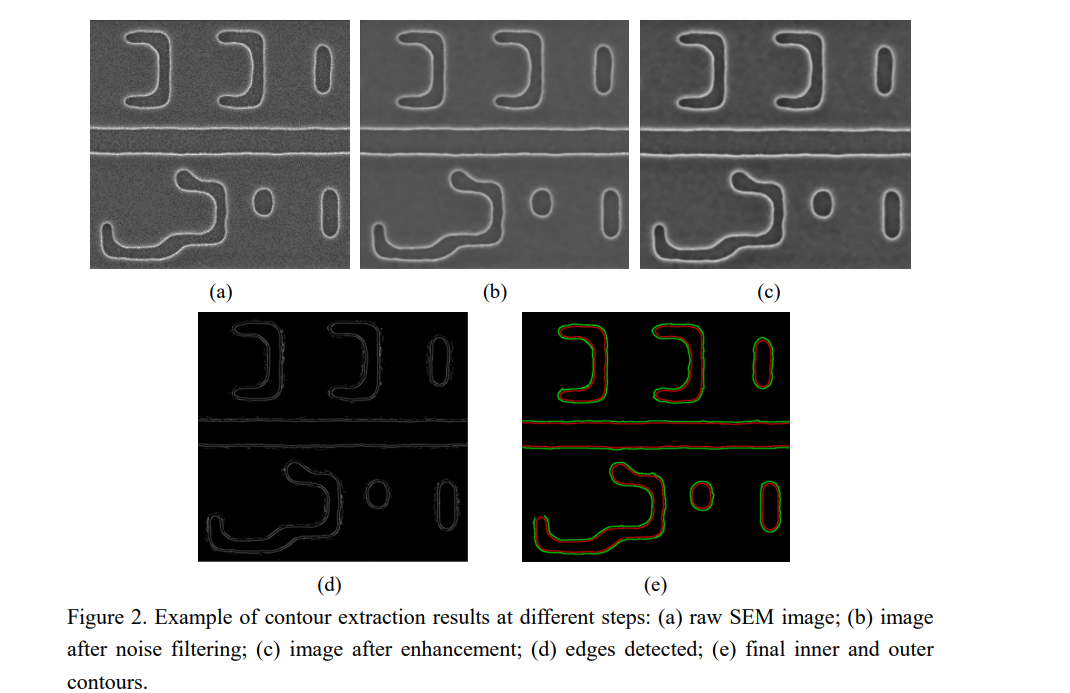 (a)
(b)
(c)
(d)
(e)
Figure 2. Example of contour extraction results at different steps: (a) raw SEM image; (b) image
after noise filtering; (c) image after enhancement; (d) edges detected; (e) final inner and outer
contours.